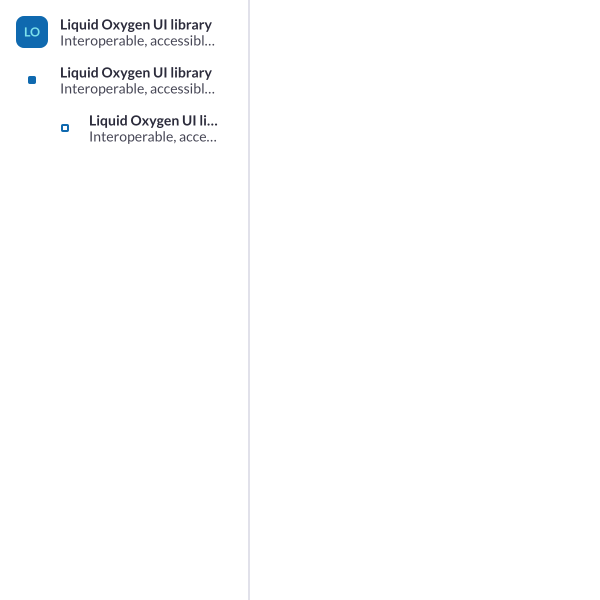 LO
Liquid Oxygen UI library
Interoperable, accessibl...
Liquid Oxygen UI library
Interoperable, accessibl...
Liquid Oxygen UI li...
Interoperable, acce...